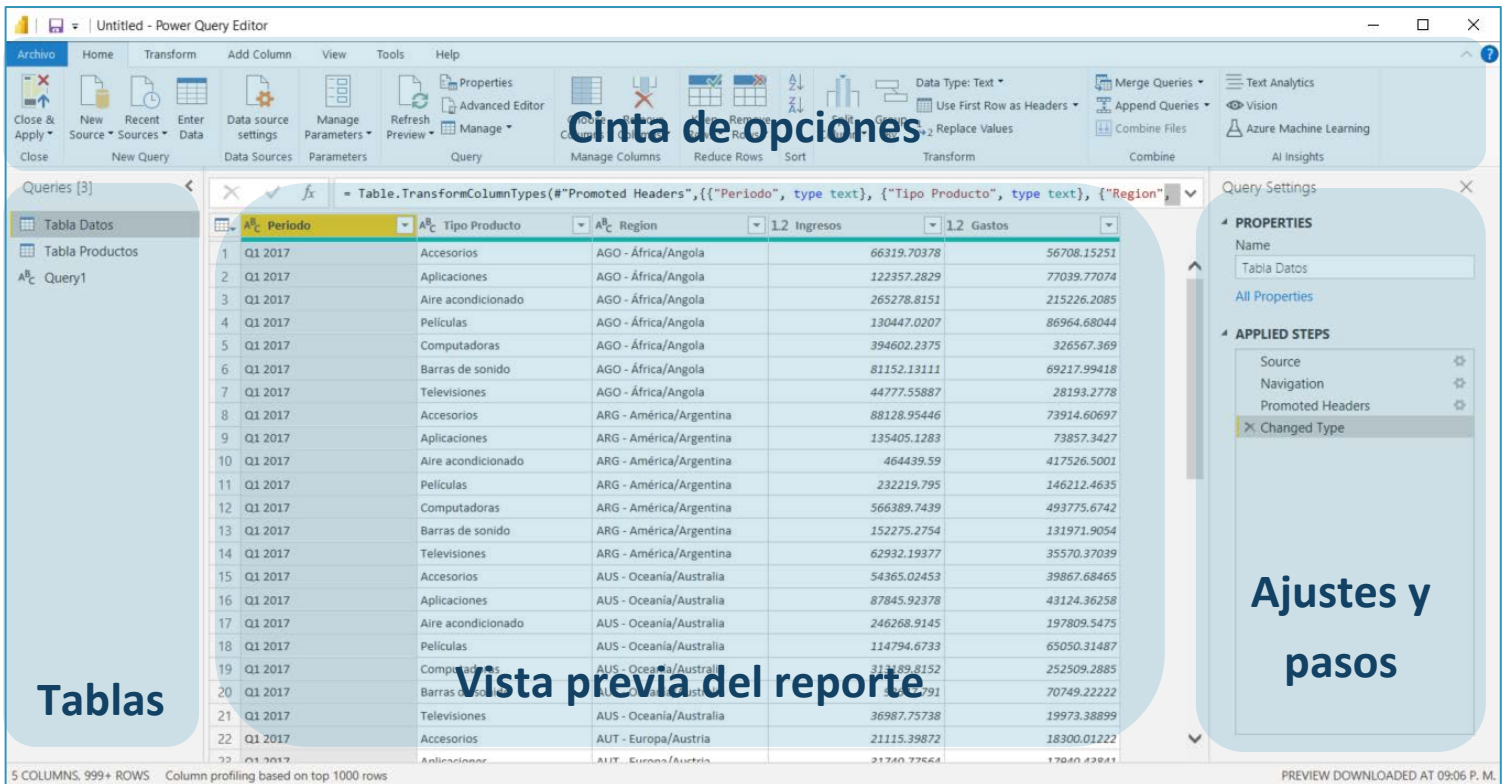 Untitled - Power Query Editor
Archivo Home Transform Add Column View Tools Help
Close & Apply New Source Recent Sources Enter Data Data source settings Manage Parameters Refresh Preview Properties Advanced Editor Manage
Data Type: Text Use First Row as Headers Replace Values Merge Queries Append Queries Combine Files Text Analytics Vision Azure Machine Learning
Cinta de opciones
Close New Query Data Sources Parameters Query Manage Columns Reduce Rows Sort Transform Combine AI Insights
Queries [3]
Tabla Datos
Tabla Productos
ABC Query1
fx = Table.TransformColumnTypes(#"Promoted Headers",{{"Periodo", type text}, {"Tipo Producto", type text}, {"Region",
ABC Periodo ABC Tipo Producto ABC Region 1.2 Ingresos 1.2 Gastos
1 Q1 2017 Accesorios AGO - África/Angola 66319.70378 56708.15251
2 Q1 2017 Aplicaciones AGO - África/Angola 122357.2829 77039.77074
3 Q1 2017 Aire acondicionado AGO - África/Angola 265278.8151 215226.2085
4 Q1 2017 Películas AGO - África/Angola 130447.0207 86964.68044
5 Q1 2017 Computadoras AGO - África/Angola 394602.2375 326567.369
6 Q1 2017 Barras de sonido AGO - África/Angola 81152.13111 69217.99418
7 Q1 2017 Televisiones AGO - África/Angola 44777.55887 28193.2778
8 Q1 2017 Accesorios ARG - América/Argentina 88128.95446 73914.60697
9 Q1 2017 Aplicaciones ARG - América/Argentina 135405.1283 73857.3427
10 Q1 2017 Aire acondicionado ARG - América/Argentina 464439.59 417526.5001
11 Q1 2017 Películas ARG - América/Argentina 232219.795 146212.4635
12 Q1 2017 Computadoras ARG - América/Argentina 566389.7439 493775.6742
13 Q1 2017 Barras de sonido ARG - América/Argentina 152275.2754 131971.9054
14 Q1 2017 Televisiones ARG - América/Argentina 62932.19377 35570.37039
15 Q1 2017 Accesorios AUS - Oceanía/Australia 54365.02453 39867.68465
16 Q1 2017 Aplicaciones AUS - Oceanía/Australia 87845.92378 43124.36258
17 Q1 2017 Aire acondicionado AUS - Oceanía/Australia 246268.9145 197809.5475
18 Q1 2017 Películas AUS - Oceanía/Australia 114794.6733 65050.31487
19 Q1 2017 AUS - Oceanía/Australia 313189.8152 252509.2885
20 Q1 2017 70749.22222
21 Q1 2017 Televisiones AUS - Oceanía/Australia 36987.75738 19973.38899
22 Q1 2017 Accesorios AUT - Europa/Austria 21115.39872 18300.01222
Vista previa del reporte
Tablas
Query Settings
PROPERTIES
Name
Tabla Datos
All Properties
APPLIED STEPS
Source
Navigation
Promoted Headers
Changed Type
Ajustes y
pasos
5 COLUMNS, 999+ ROWS Column profiling based on top 1000 rows
PREVIEW DOWNLOADED AT 09:06 P. M.